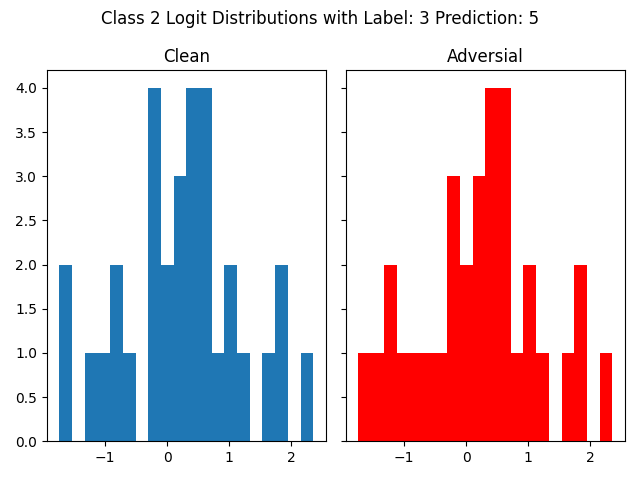 Class 2 Logit Distributions with Label: 3 Prediction: 5
Clean
Adversial
4.0
3.5
3.0
2.5
2.0
1.5
1.0
0.5
0.0
−1 0 1 2
−1 0 1 2